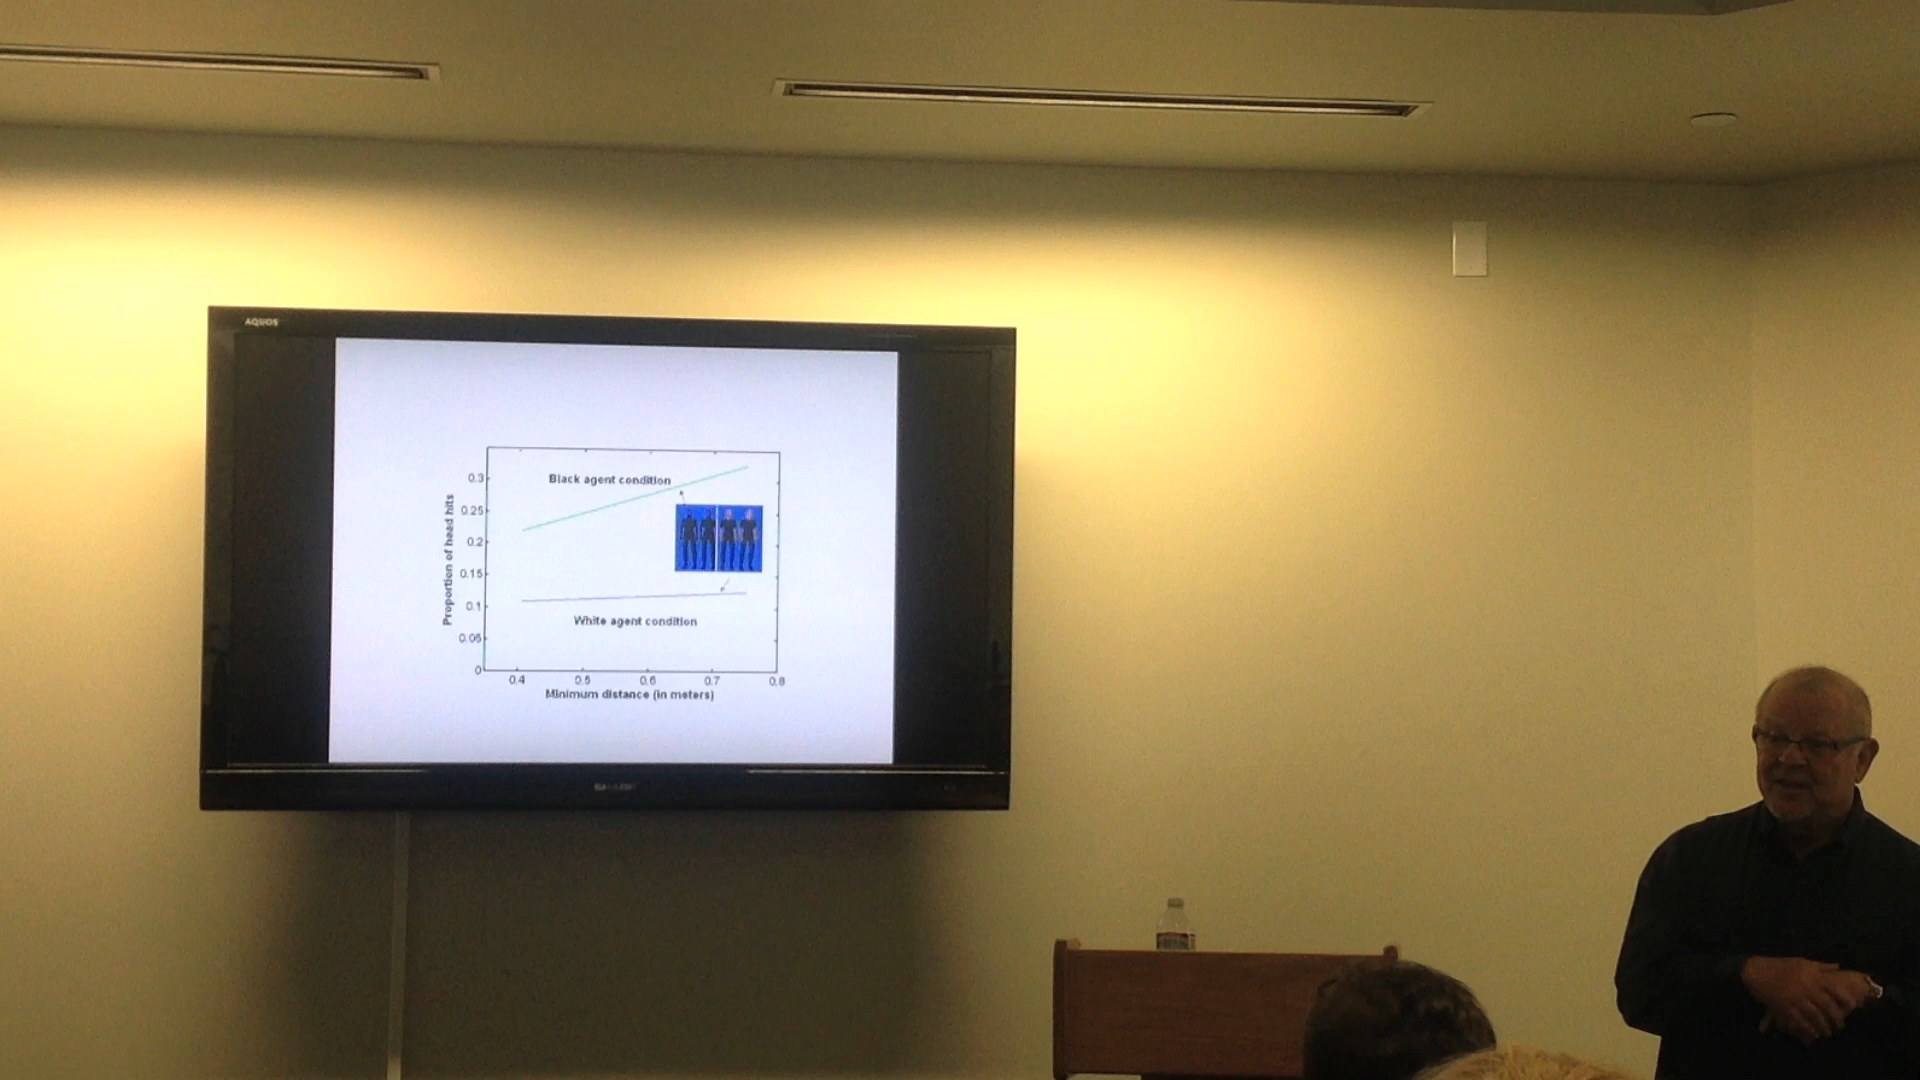 AQUOS
Black agent condition
White agent condition
Proportion of head hits
0.3
0.25
0.2
0.15
0.1
0.05
0
0.4 0.5 0.6 0.7 0.8
Minimum distance (in meters)
SHARP